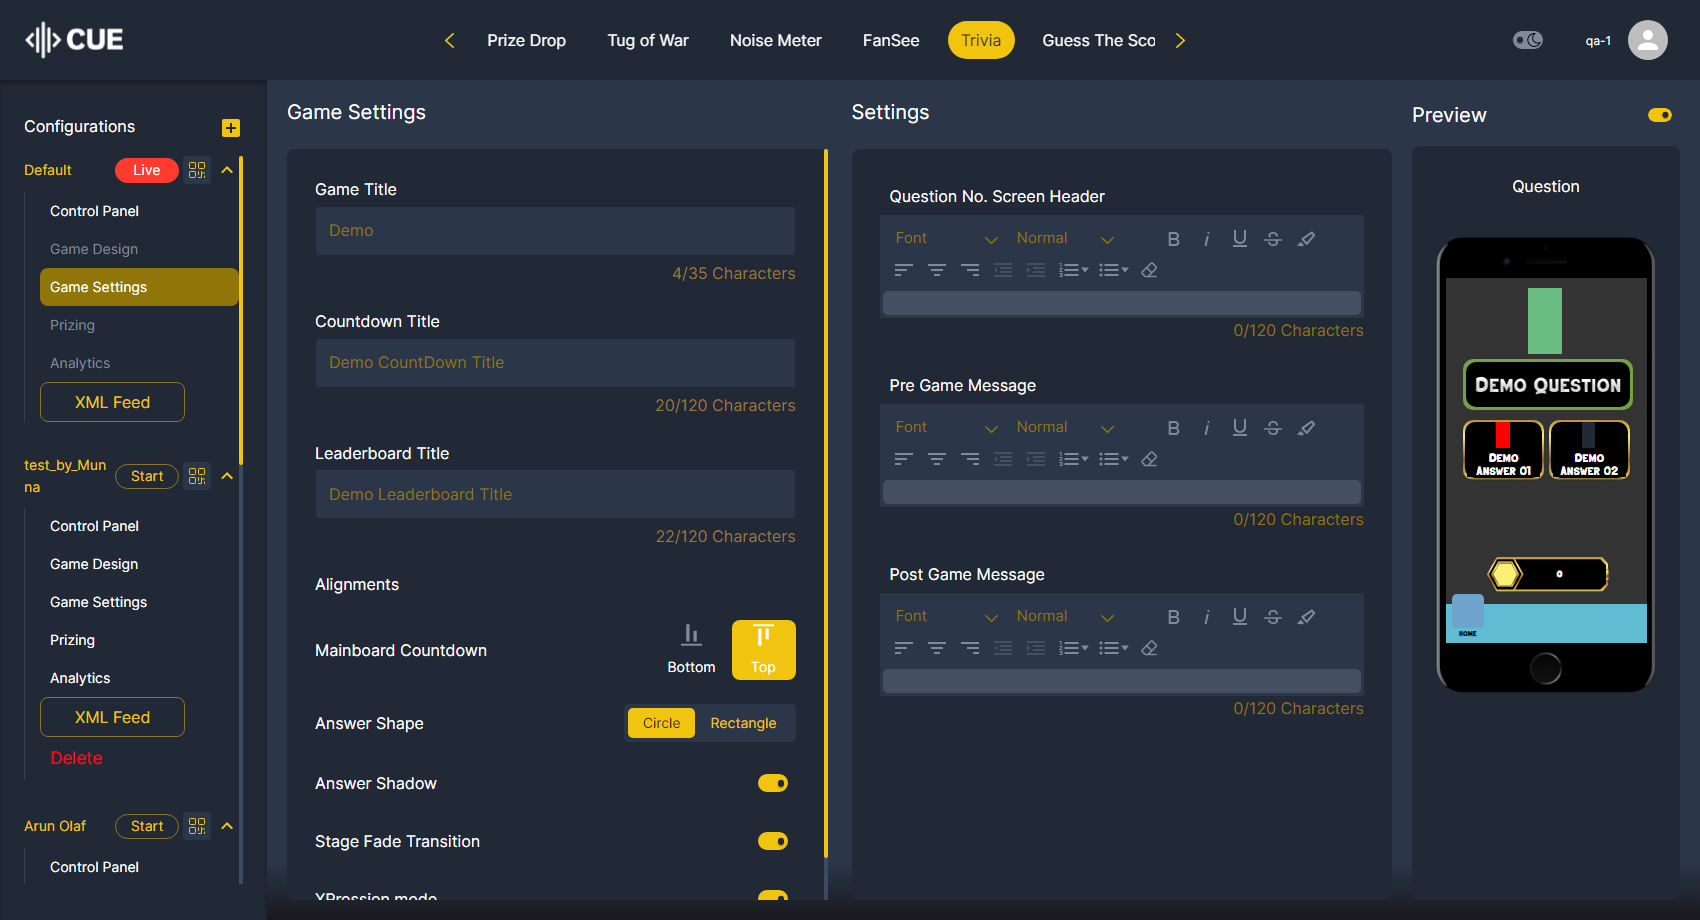 CUE
Prize Drop
Tug of War
Noise Meter
FanSee
Trivia
Guess The Sco
qa-1
Configurations
Default
Live
Control Panel
Game Design
Game Settings
Prizing
Analytics
XML Feed
test_by_Mun
na
Start
Control Panel
Game Design
Game Settings
Prizing
Analytics
XML Feed
Delete
Arun Olaf
Start
Control Panel
Game Settings
Game Title
Demo
4/35 Characters
Countdown Title
Demo CountDown Title
20/120 Characters
Leaderboard Title
Demo Leaderboard Title
22/120 Characters
Alignments
Mainboard Countdown
Bottom
Top
Answer Shape
Circle
Rectangle
Answer Shadow
Stage Fade Transition
XPression mode
Settings
Question No. Screen Header
Font
Normal
B i U S
0/120 Characters
Pre Game Message
Font
Normal
B i U S
0/120 Characters
Post Game Message
Font
Normal
B i U S
0/120 Characters
Preview
Question
DEMO QUESTION
DEMO
ANSWER 01
DEMO
ANSWER 02
0
HOME